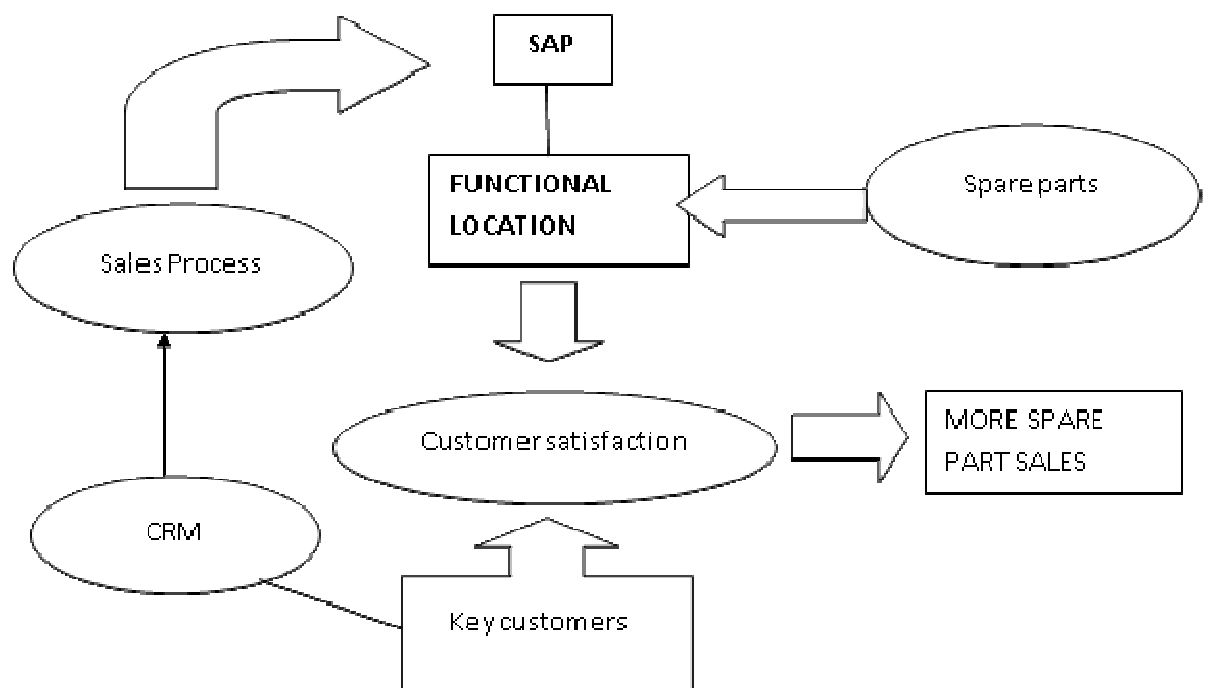 SAP
FUNCTIONAL
LOCATION
Spare parts
Sales Process
Customer satisfaction
MORE SPARE
PART SALES
CRM
Key customers